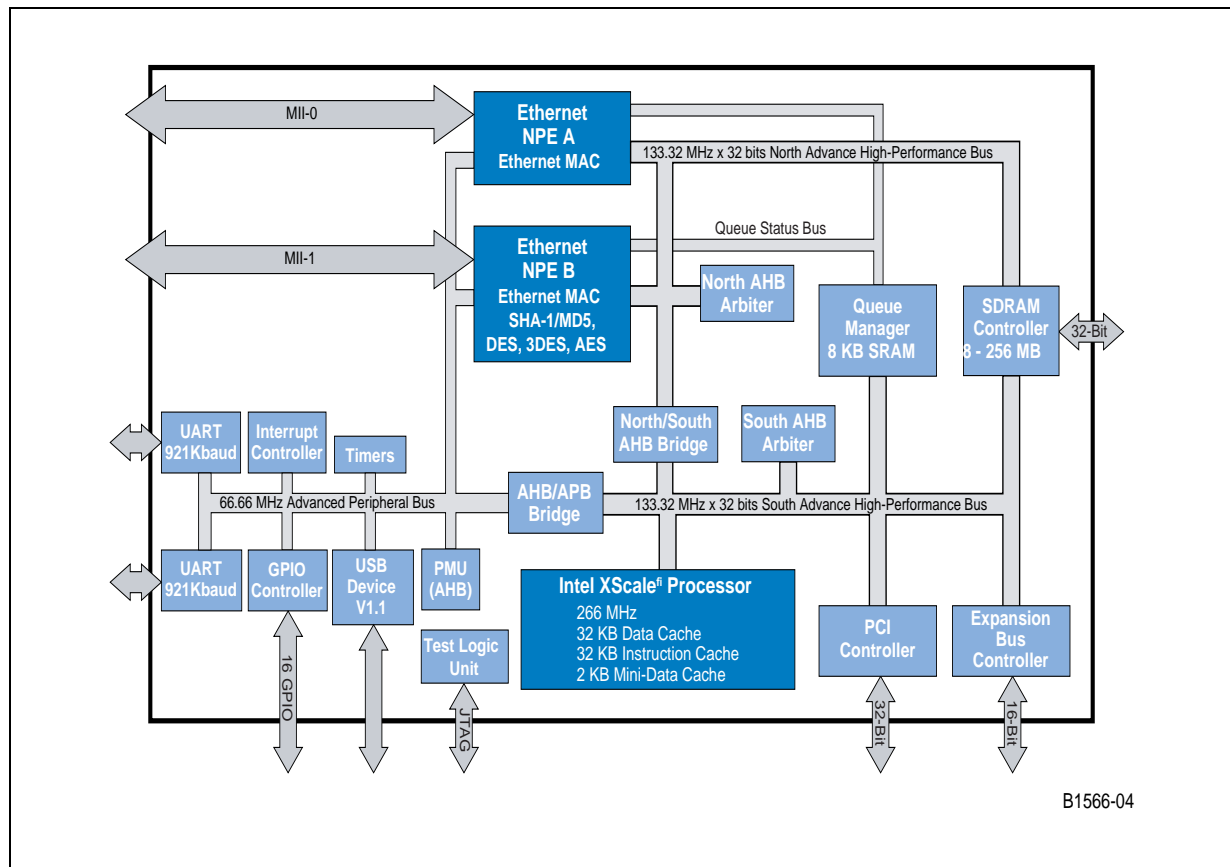 MII-0
Ethernet
NPE A
Ethernet MAC
133.32 MHz x 32 bits North Advance High-Performance Bus
Queue Status Bus
MII-1
Ethernet
NPE B
Ethernet MAC
SHA-1/MD5,
DES, 3DES, AES
North AHB
Arbiter
Queue
Manager
8 KB SRAM
SDRAM
Controller
8 - 256 MB
32-Bit
UART
921Kbaud
Interrupt
Controller
Timers
North/South
AHB Bridge
South AHB
Arbiter
66.66 MHz Advanced Peripheral Bus
AHB/APB
Bridge
133.32 MHz x 32 bits South Advance High-Performance Bus
UART
921Kbaud
GPIO
Controller
USB
Device
V1.1
PMU
(AHB)
Intel XScaleﬁ Processor
266 MHz
32 KB Data Cache
32 KB Instruction Cache
2 KB Mini-Data Cache
Test Logic
Unit
PCI
Controller
Expansion
Bus
Controller
16 GPIO
JTAG
32-Bit
16-Bit
B1566-04